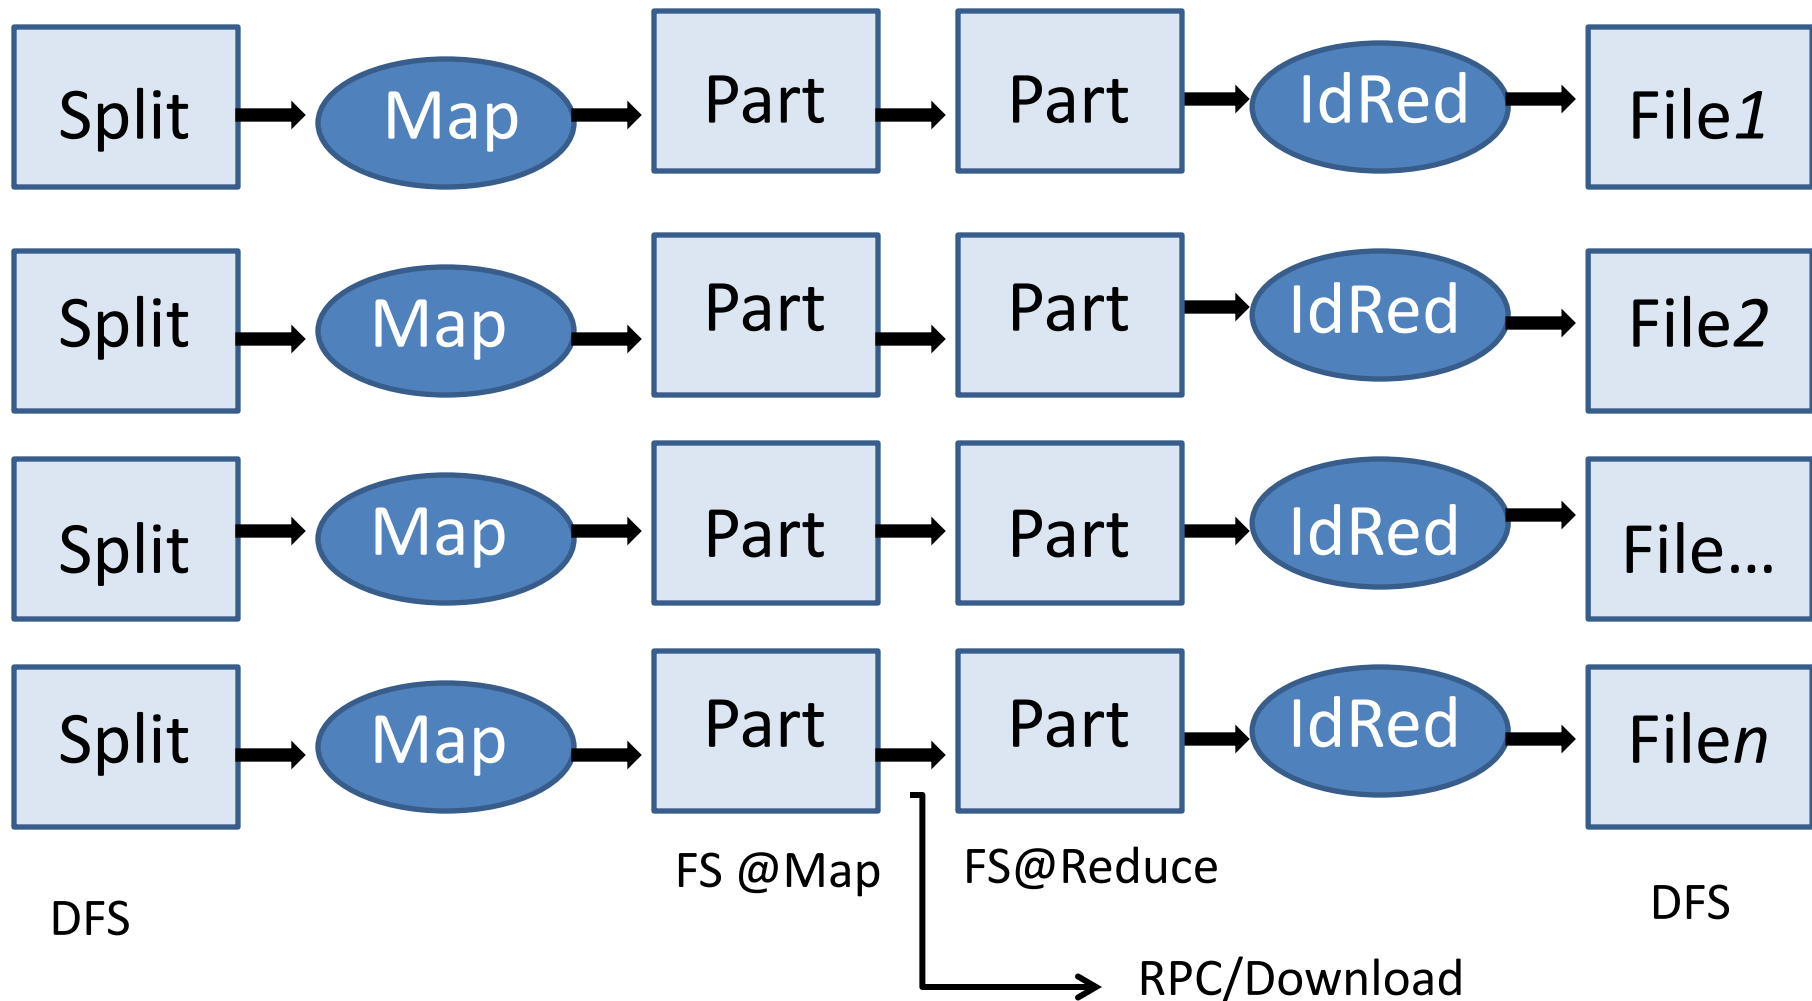 Split Map Part Part IdRed File1
Split Map Part Part IdRed File2
Split Map Part Part IdRed File...
Split Map Part Part IdRed Filen
FS @Map FS@Reduce
DFS DFS
RPC/Download